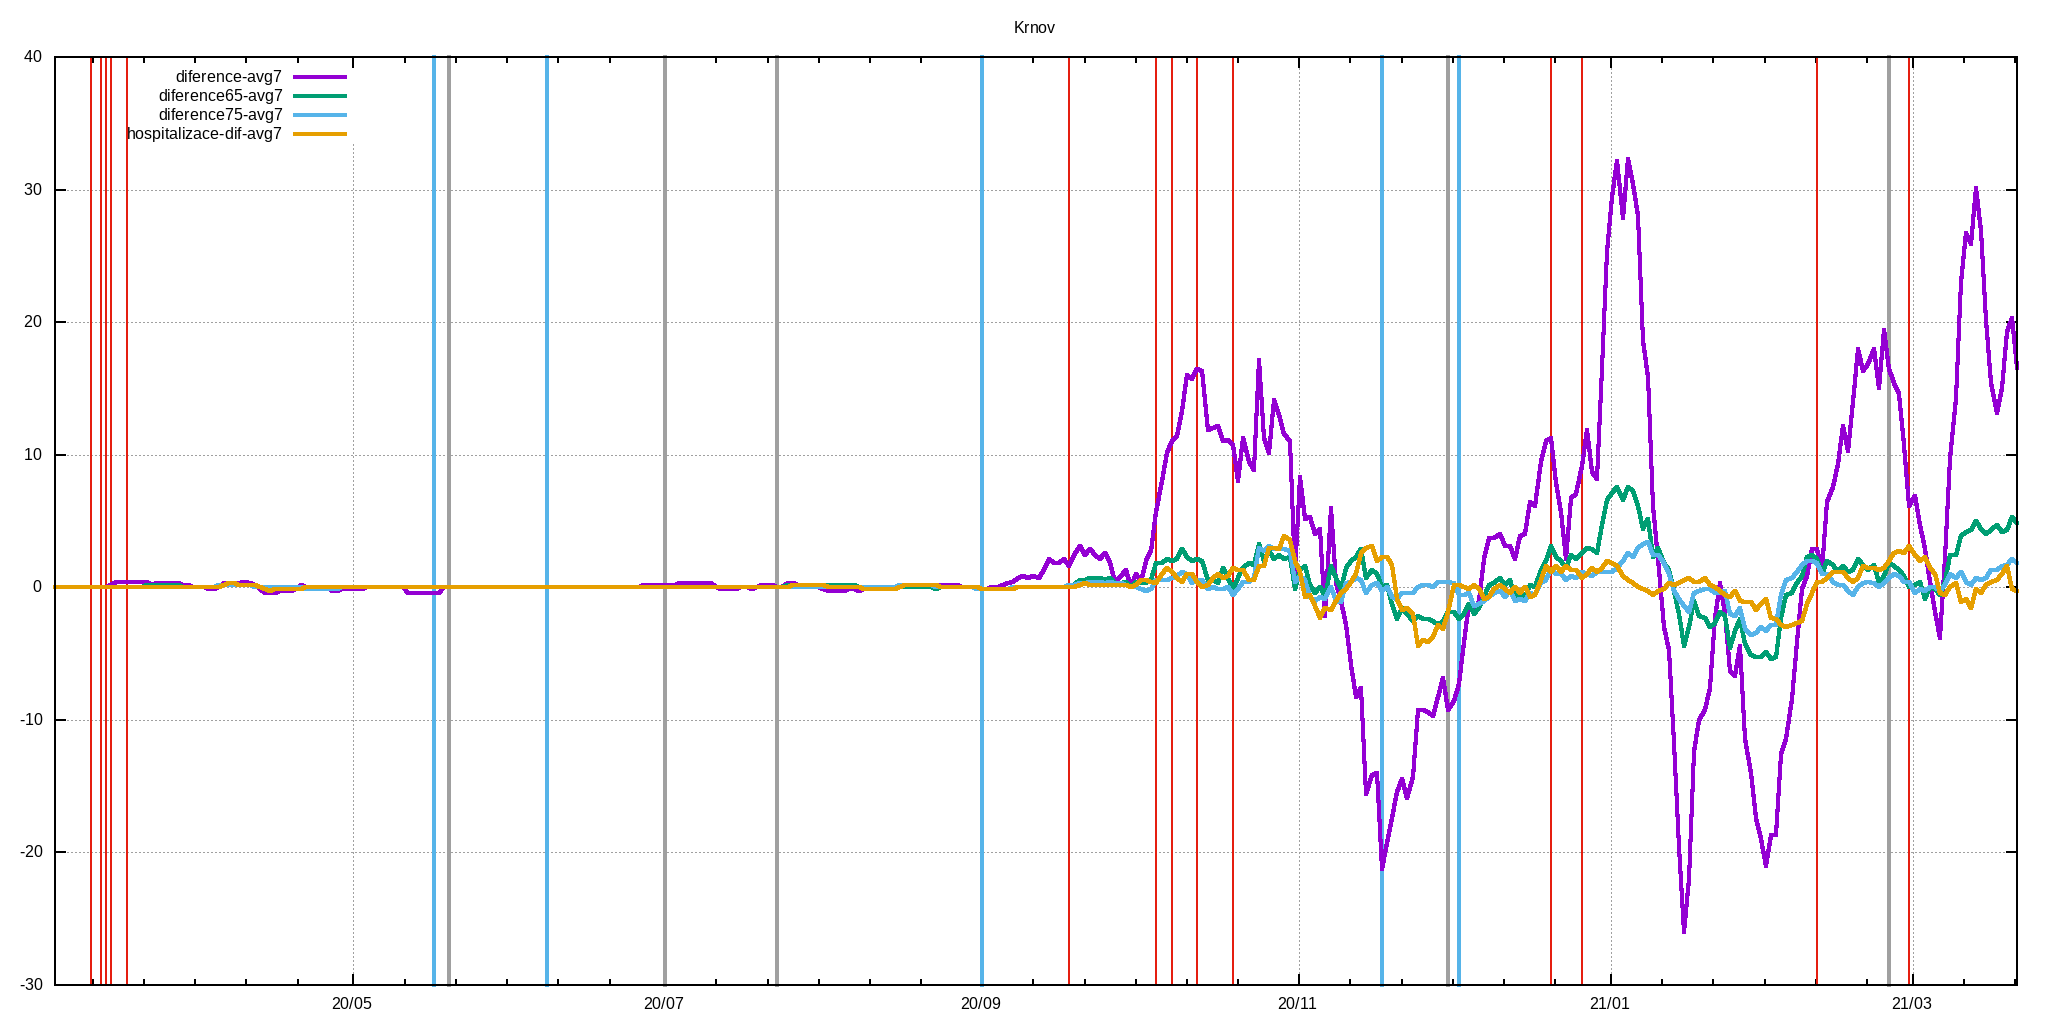 Krnov
40
diference-avg7
diference65-avg7
diference75-avg7
hospitalizace-dif-avg7
30
20
10
0
-10
-20
-30
20/05 20/07 20/09 20/11 21/01 21/03